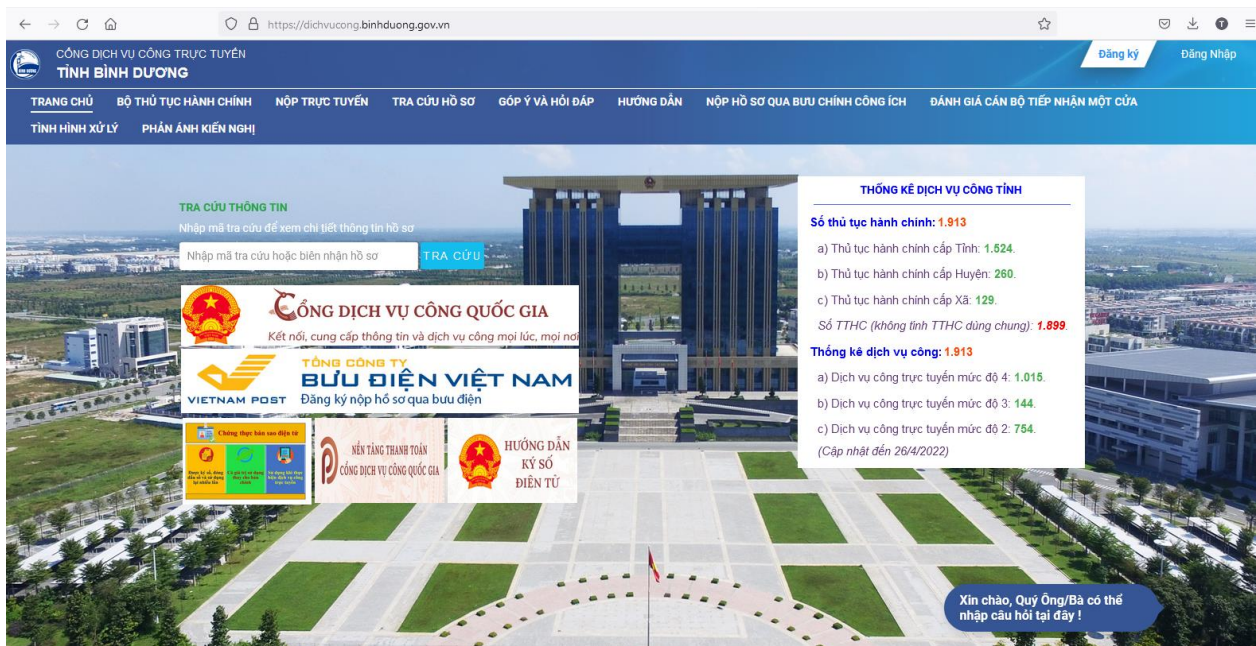 https://dichvucong.binhduong.gov.vn
CỔNG DỊCH VỤ CÔNG TRỰC TUYẾN
TỈNH BÌNH DƯƠNG
Đăng ký
Đăng Nhập
TRANG CHỦ BỘ THỦ TỤC HÀNH CHÍNH NỘP TRỰC TUYẾN TRA CỨU HỒ SƠ GÓP Ý VÀ HỎI ĐÁP HƯỚNG DẪN NỘP HỒ SƠ QUA BƯU CHÍNH CÔNG ÍCH ĐÁNH GIÁ CÁN BỘ TIẾP NHẬN MỘT CỬA
TÌNH HÌNH XỬ LÝ PHẢN ÁNH KIẾN NGHỊ
TRA CỨU THÔNG TIN
Nhập mã tra cứu để xem chi tiết thông tin hồ sơ
Nhập mã tra cứu hoặc biên nhận hồ sơ
TRA CỨU
CỔNG DỊCH VỤ CÔNG QUỐC GIA
Kết nối, cung cấp thông tin và dịch vụ công mọi lúc, mọi nơi
VIETNAM POST
TỔNG CÔNG TY
BƯU ĐIỆN VIỆT NAM
Đăng ký nộp hồ sơ qua bưu điện
Chứng thực bản sao điện tử
NỀN TẢNG THANH TOÁN
CỔNG DỊCH VỤ CÔNG QUỐC GIA
HƯỚNG DẪN
KÝ SỐ
ĐIỆN TỬ
THỐNG KÊ DỊCH VỤ CÔNG TỈNH
Số thủ tục hành chính: 1.913
a) Thủ tục hành chính cấp Tỉnh: 1.524.
b) Thủ tục hành chính cấp Huyện: 260.
c) Thủ tục hành chính cấp Xã: 129.
Số TTHC (không tính TTHC dùng chung): 1.899.
Thống kê dịch vụ công: 1.913
a) Dịch vụ công trực tuyến mức độ 4: 1.015.
b) Dịch vụ công trực tuyến mức độ 3: 144.
c) Dịch vụ công trực tuyến mức độ 2: 754.
(Cập nhật đến 26/4/2022)
Xin chào, Quý Ông/Bà có thể
nhập câu hỏi tại đây !